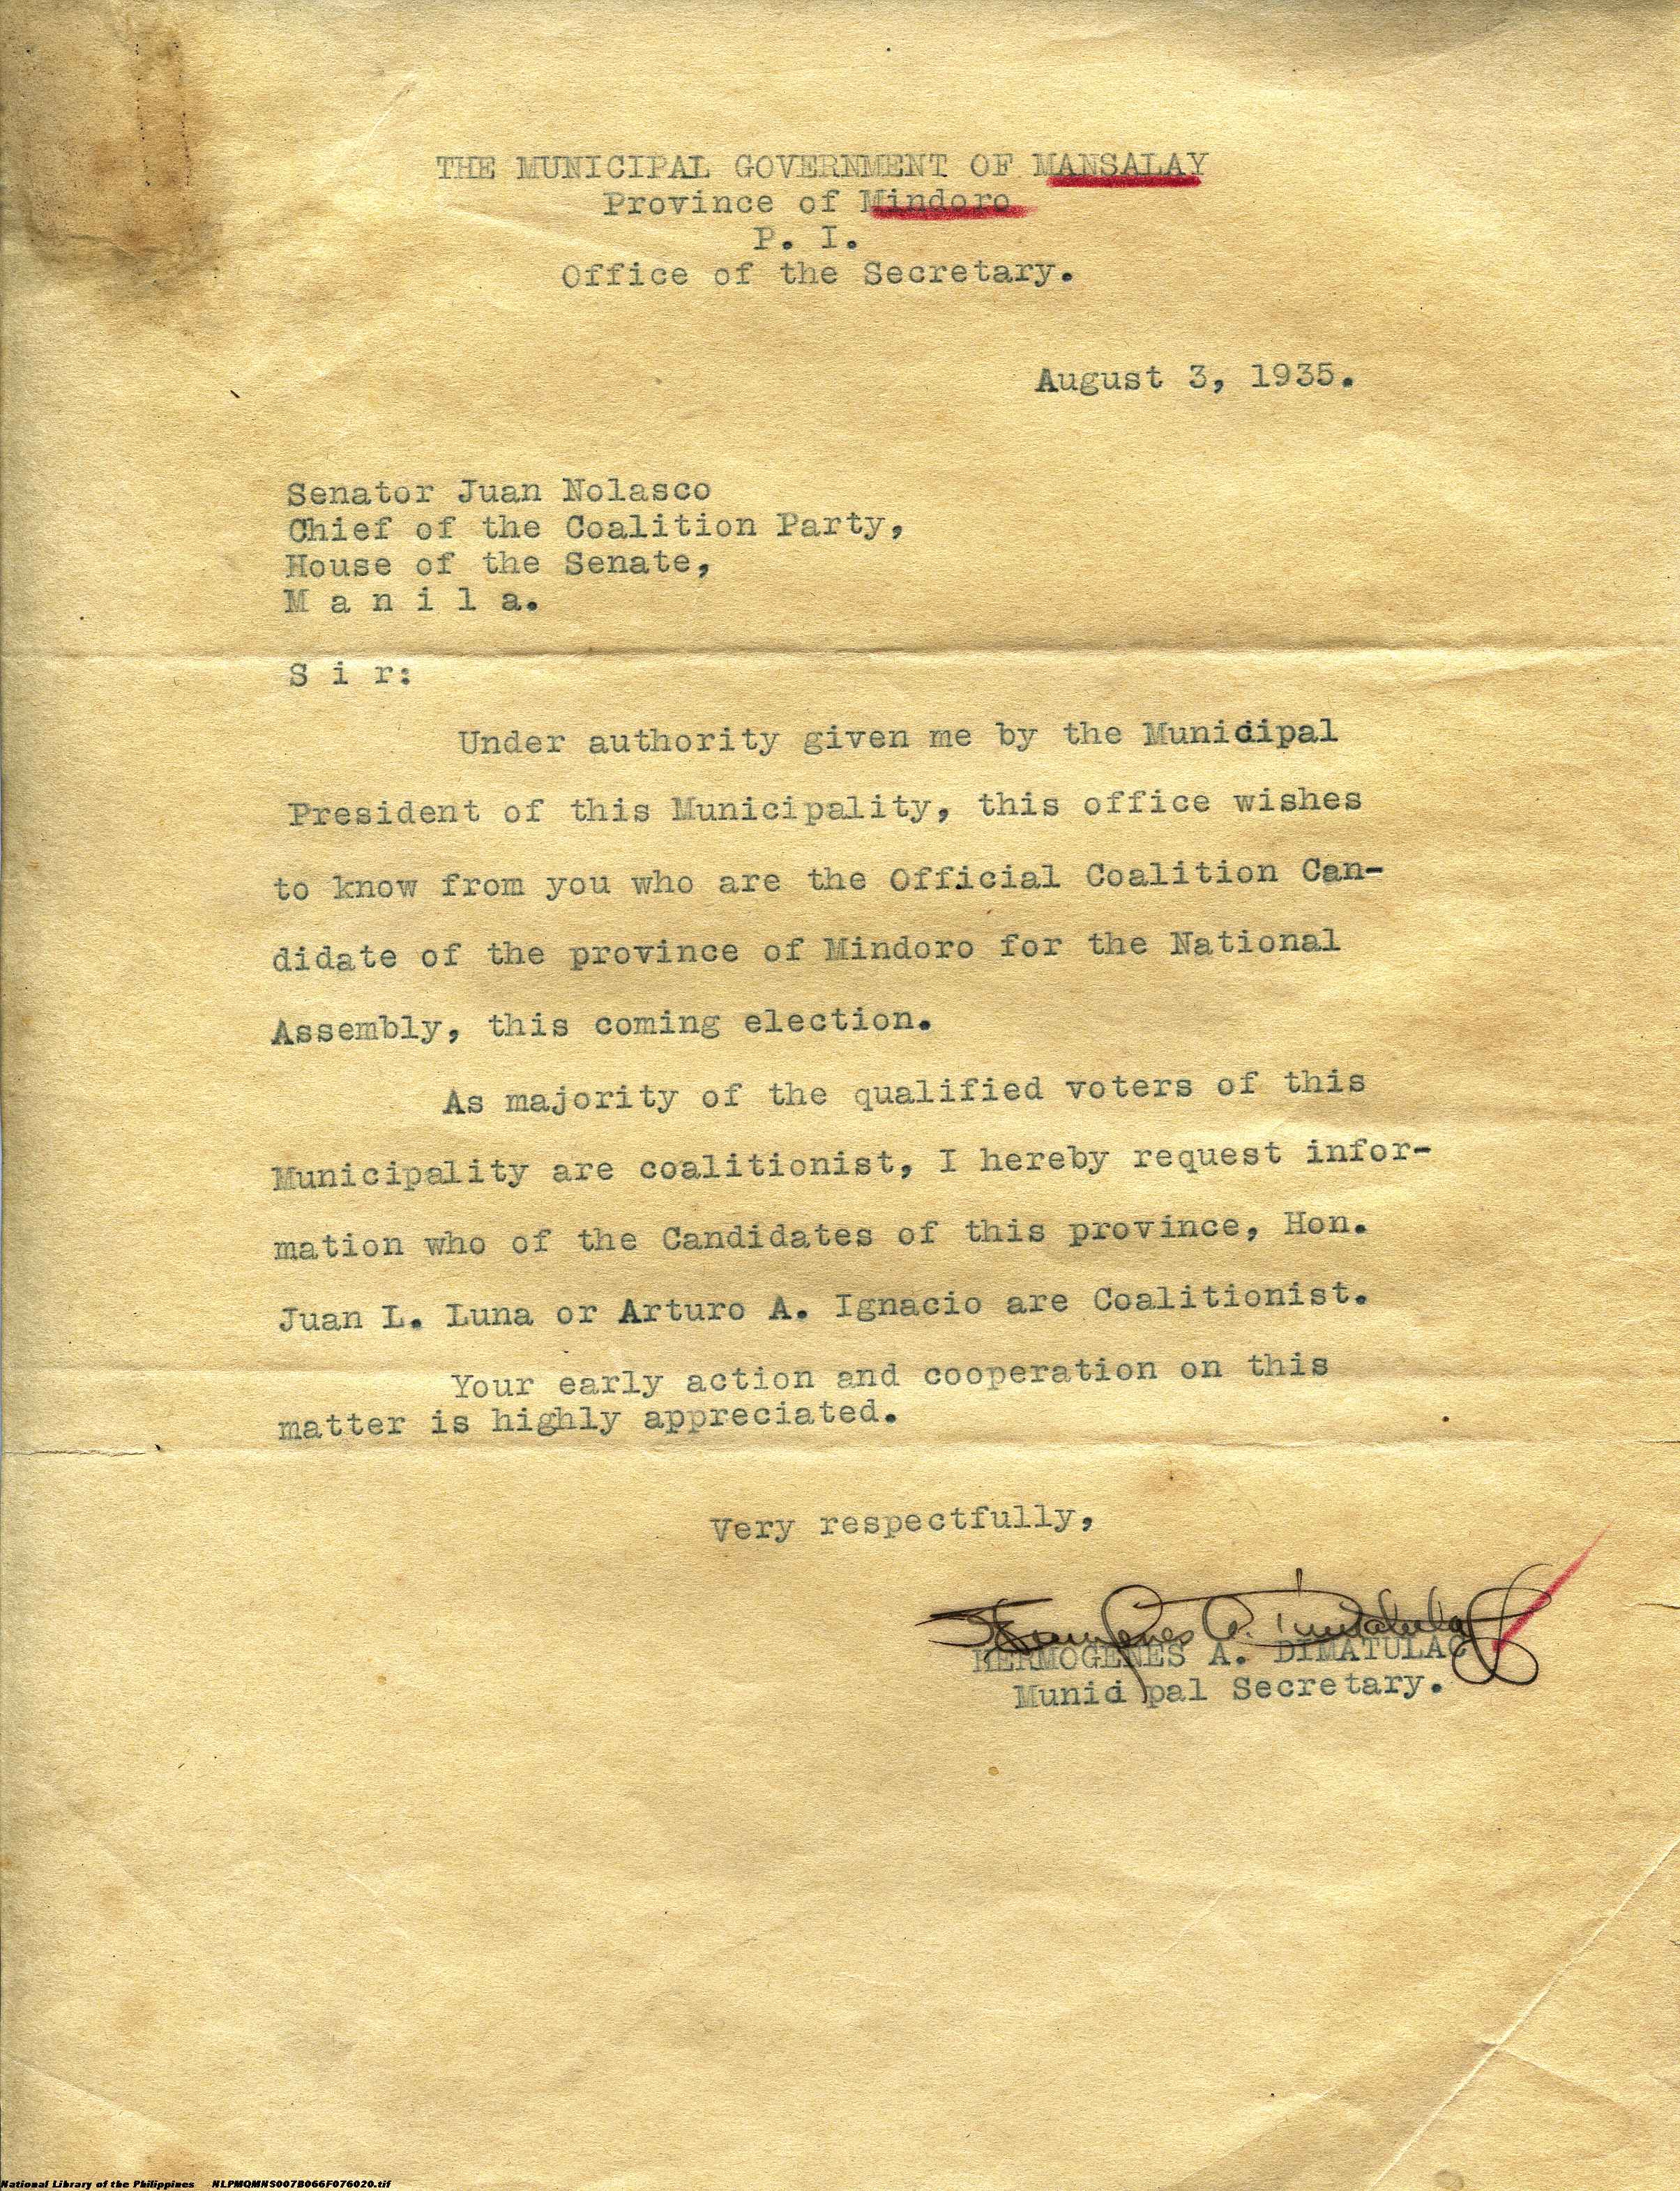 THE MUNICIPAL GOVERNMENT OF MANSALAY
Province of Mindoro
P. I.
Office of the Secretary.
August 3, 1935.
Senator Juan Nolasco
Chief of the Coalition Party,
House of the Senate,
M a n i l a.
S i r:
Under authority given me by the Municipal
President of this Municipality, this office wishes
to know from you who are the Official Coalition Can-
didate of the province of Mindoro for the National
Assembly, this coming election.
As majority of the qualified voters of this
Municipality are coalitionist, I hereby request infor-
mation who of the Candidates of this province, Hon.
Juan L. Luna or Arturo A. Ignacio are Coalitionist.
Your early action and cooperation on this
matter is highly appreciated.
Very respectfully,
Hermogenes A. Dimatulac
HERMOGENES A. DIMATULAC
Municipal Secretary.
National Library of the Philippines NLPMQMNS007B066F076020.tif